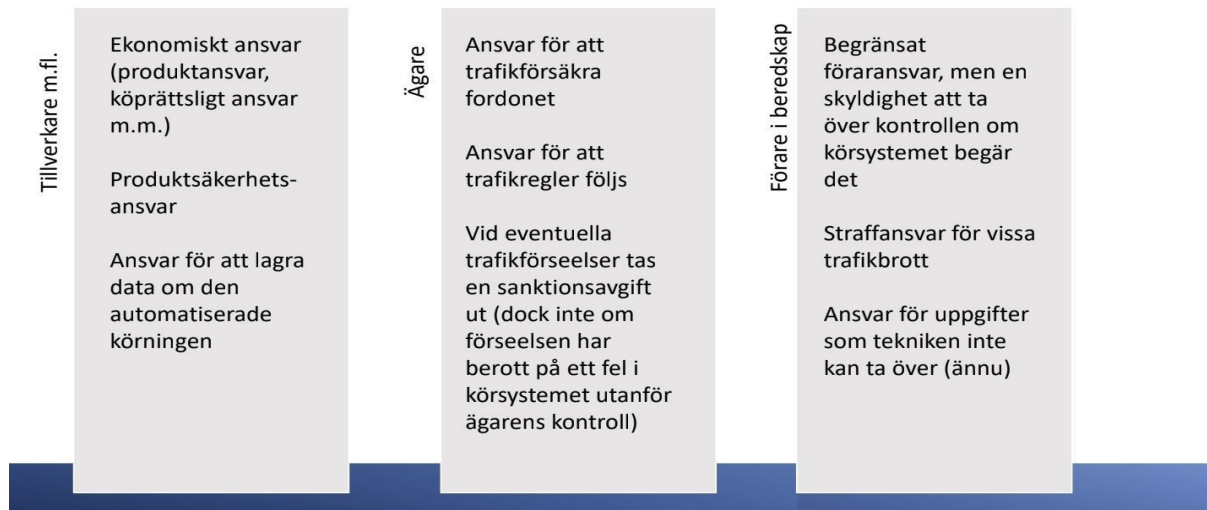 Tillverkare m.fl.
Ekonomiskt ansvar
(produktansvar,
köprättsligt ansvar
m.m.)
Produktsäkerhets-
ansvar
Ansvar för att lagra
data om den
automatiserade
körningen
Ägare
Ansvar för att
trafikförsäkra
fordonet
Ansvar för att
trafikregler följs
Vid eventuella
trafikförseelser tas
en sanktionsavgift
ut (dock inte om
förseelsen har
berott på ett fel i
körsystemet utanför
ägarens kontroll)
Förare i beredskap
Begränsat
föraransvar, men en
skyldighet att ta
över kontrollen om
körsystemet begär
det
Straffansvar för vissa
trafikbrott
Ansvar för uppgifter
som tekniken inte
kan ta över (ännu)